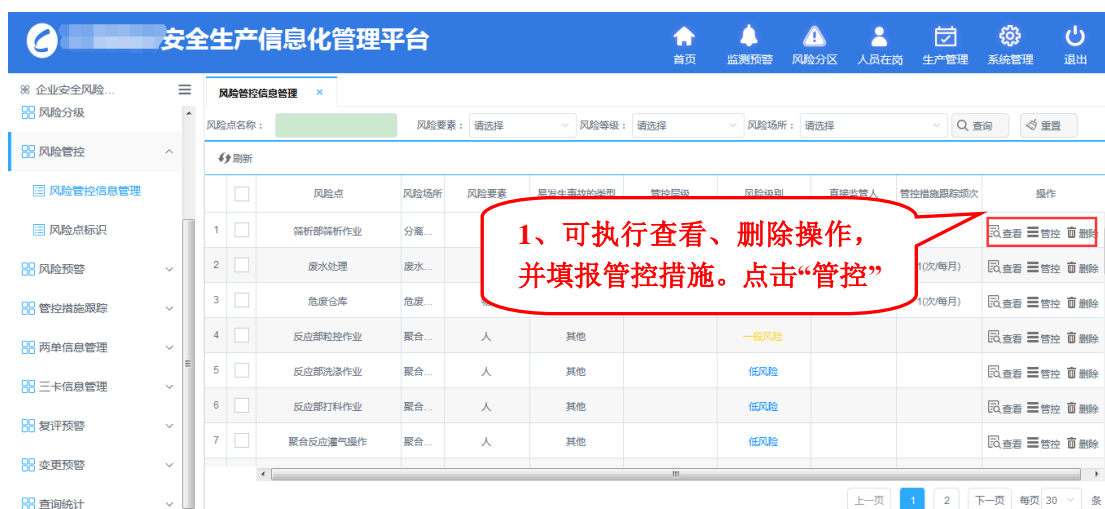 安全生产信息化管理平台
首页 监测预警 风险分区 人员在岗 生产管理 系统管理 退出
企业安全风险...
风险分级
风险管控
风险管控信息管理
风险点标识
风险预警
管控措施跟踪
两单信息管理
三卡信息管理
复评预警
变更预警
查询统计
风险管控信息管理 ×
风险点名称： 风险要素： 请选择 风险等级： 请选择 风险场所： 请选择 查询 重置
刷新
风险点 风险场所 风险要素 易发生事故的类型 管控层级 风险级别 直接监管人 管控措施跟踪频次 操作
1 筛析部筛析作业 分离... 查看 管控 删除
2 废水处理 废水... 1(次/每月) 查看 管控 删除
3 危废仓库 危废... 1(次/每月) 查看 管控 删除
4 反应部粒控作业 聚合... 人 其他 一般风险 查看 管控 删除
5 反应部洗涤作业 聚合... 人 其他 低风险 查看 管控 删除
6 反应部打料作业 聚合... 人 其他 低风险 查看 管控 删除
7 聚合反应灌气操作 聚合... 人 其他 低风险 查看 管控 删除
1、可执行查看、删除操作，
并填报管控措施。点击“管控”
上一页 1 2 下一页 每页 30 条